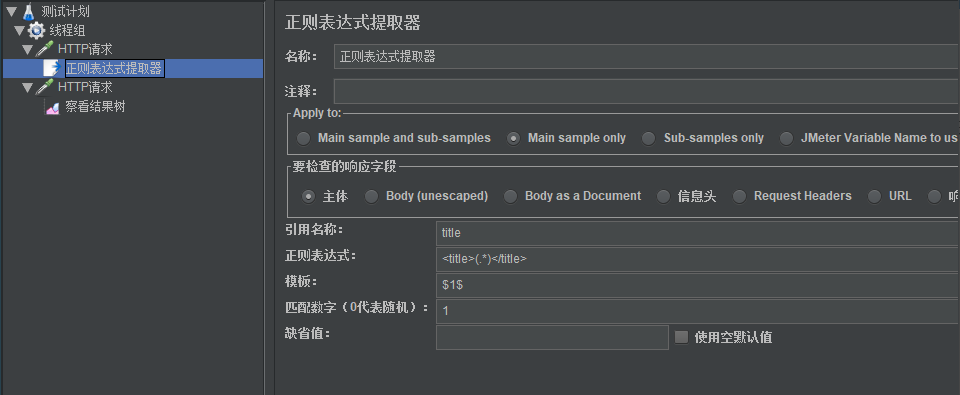 测试计划
线程组
HTTP请求
正则表达式提取器
HTTP请求
察看结果树
正则表达式提取器
名称： 正则表达式提取器
注释：
Apply to:
Main sample and sub-samples Main sample only Sub-samples only JMeter Variable Name to us
要检查的响应字段
主体 Body (unescaped) Body as a Document 信息头 Request Headers URL
引用名称： title
正则表达式： <title>(.*)</title>
模板： $1$
匹配数字（0代表随机）： 1
缺省值： 使用空默认值